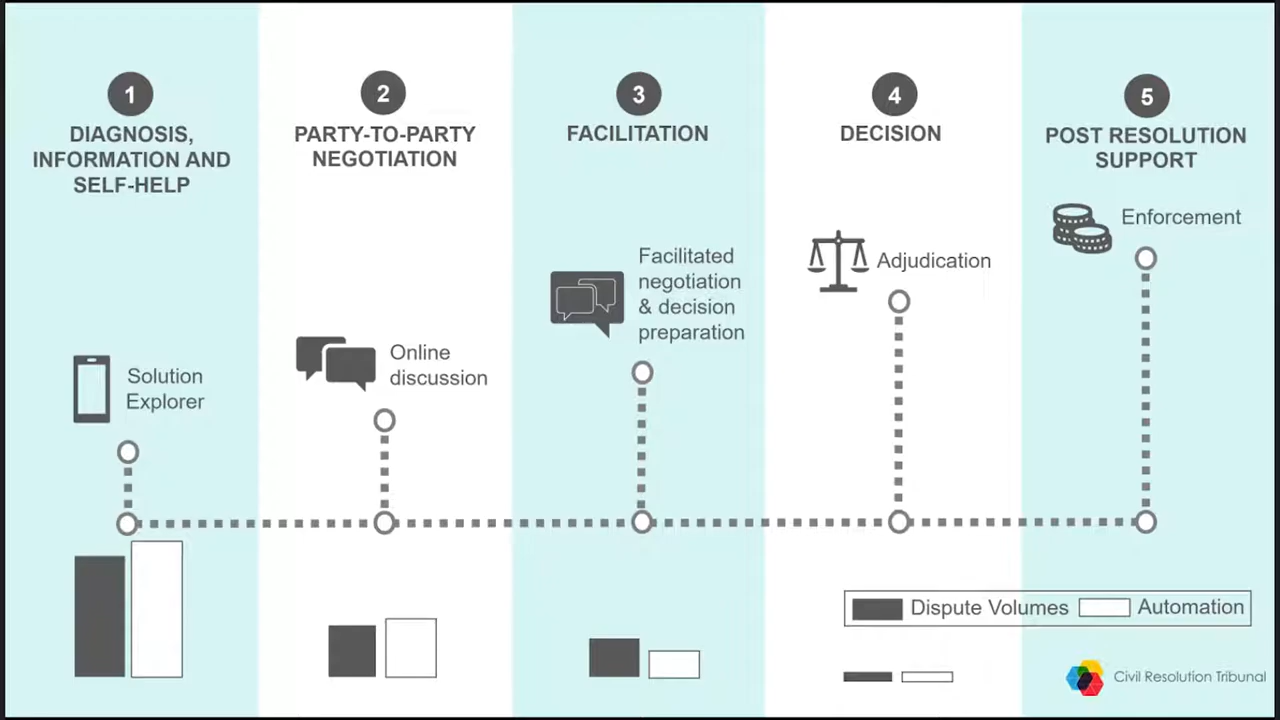 1
DIAGNOSIS,
INFORMATION AND
SELF-HELP
Solution
Explorer
2
PARTY-TO-PARTY
NEGOTIATION
Online
discussion
3
FACILITATION
Facilitated
negotiation
& decision
preparation
4
DECISION
Adjudication
5
POST RESOLUTION
SUPPORT
Enforcement
Dispute Volumes Automation
Civil Resolution Tribunal